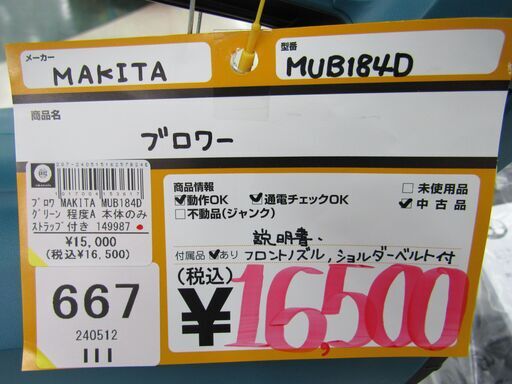 メーカー
MAKITA
型番
MUB184D
商品名
ブロワー
ブロワ MAKITA MUB184D
グリーン 程度A 本体のみ
ストラップ付き 149987
¥15,000
(税込¥16,500)
667
240512
111
商品情報
動作OK
通電チェックOK
未使用品
不動品(ジャンク)
中古品
説明書、
付属品 あり フロントノズル, ショルダーベルト付
(税込)
¥16,500